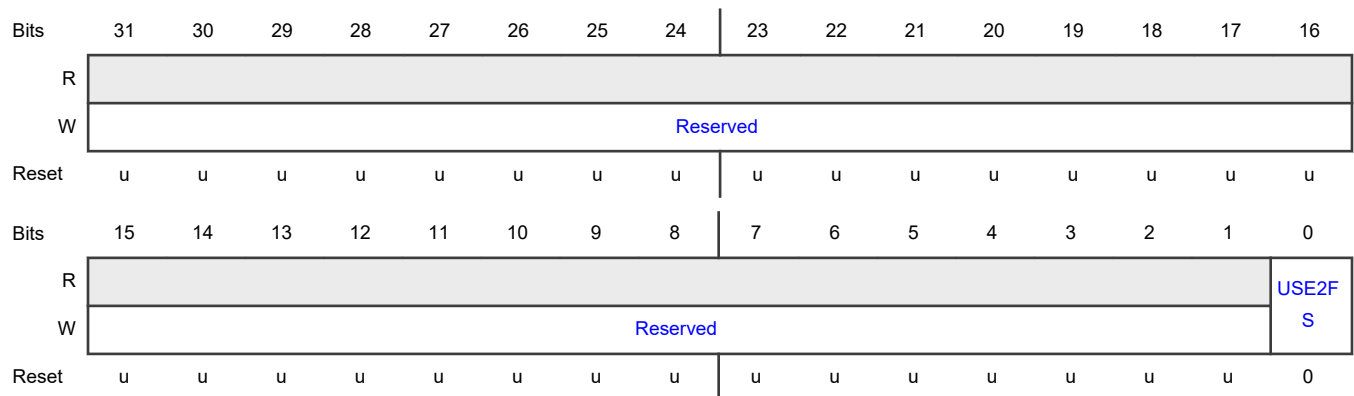 Bits 31 30 29 28 27 26 25 24 23 22 21 20 19 18 17 16
R
W Reserved
Reset u u u u u u u u u u u u u u u u
Bits 15 14 13 12 11 10 9 8 7 6 5 4 3 2 1 0
R USE2F
W Reserved S
Reset u u u u u u u u u u u u u u u 0